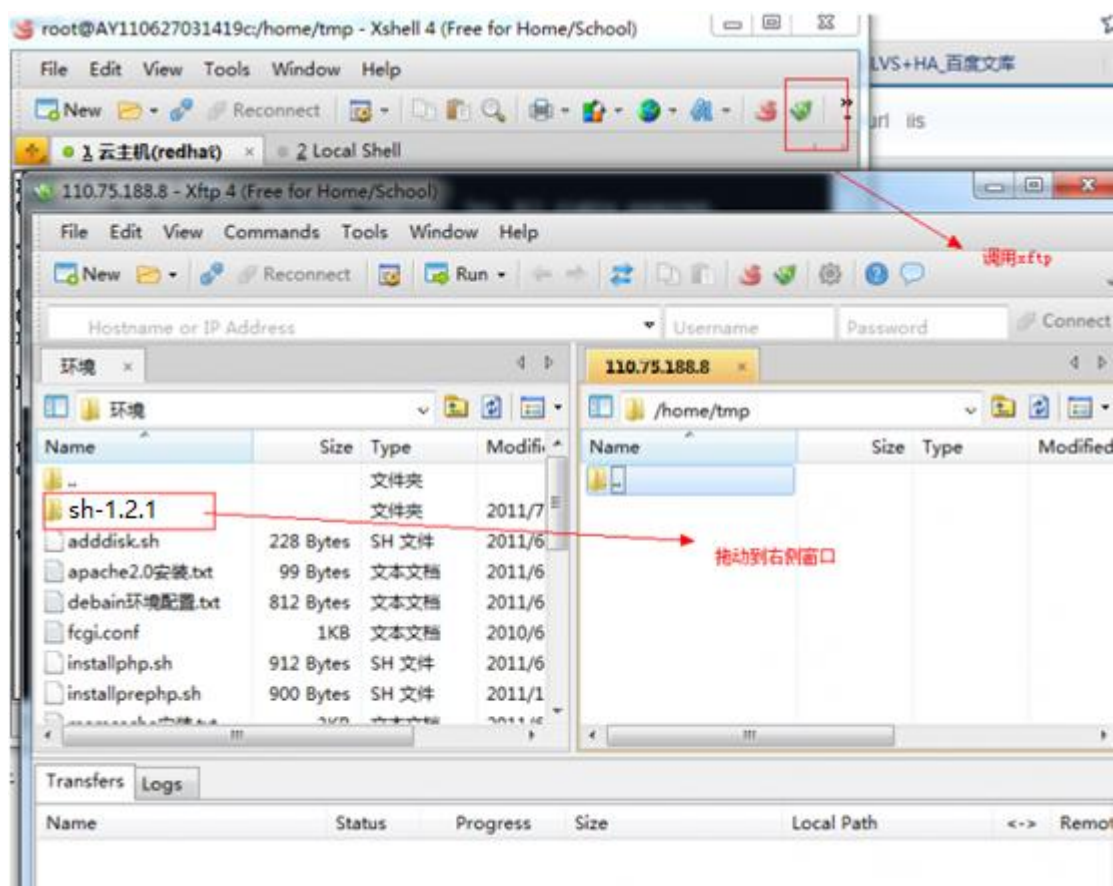 root@AY110627031419c:/home/tmp - Xshell 4 (Free for Home/School)
File Edit View Tools Window Help
LVS+HA_百度文库
New Reconnect
url iis
1 云主机(redhat) × 2 Local Shell
110.75.188.8 - Xftp 4 (Free for Home/School)
File Edit View Commands Tools Window Help
调用xftp
New Reconnect Run
Hostname or IP Address Username Password Connect
环境 × 110.75.188.8 ×
环境 /home/tmp
Name Size Type Modifi Name Size Type Modified
.. 文件夹 ..
sh-1.2.1 文件夹 2011/7
adddisk.sh 228 Bytes SH 文件 2011/6
拖动到右侧窗口
apache2.0安装.txt 99 Bytes 文本文档 2011/6
debain环境配置.txt 812 Bytes 文本文档 2011/6
fcgi.conf 1KB 文本文档 2010/6
installphp.sh 912 Bytes SH 文件 2011/6
installprephp.sh 900 Bytes SH 文件 2011/1
Transfers Logs
Name Status Progress Size Local Path <-> Remot